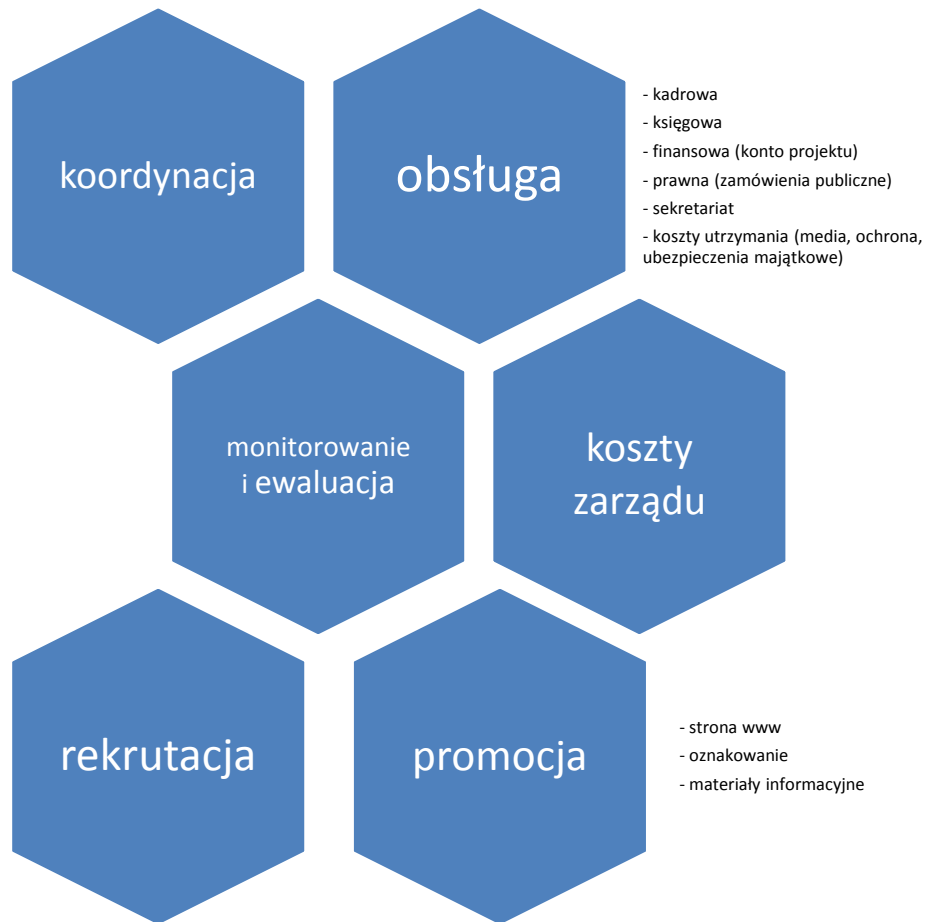 koordynacja
obsługa
- kadrowa
- księgowa
- finansowa (konto projektu)
- prawna (zamówienia publiczne)
- sekretariat
- koszty utrzymania (media, ochrona,
ubezpieczenia majątkowe)
monitorowanie
i ewaluacja
koszty
zarządu
rekrutacja
promocja
- strona www
- oznakowanie
- materiały informacyjne